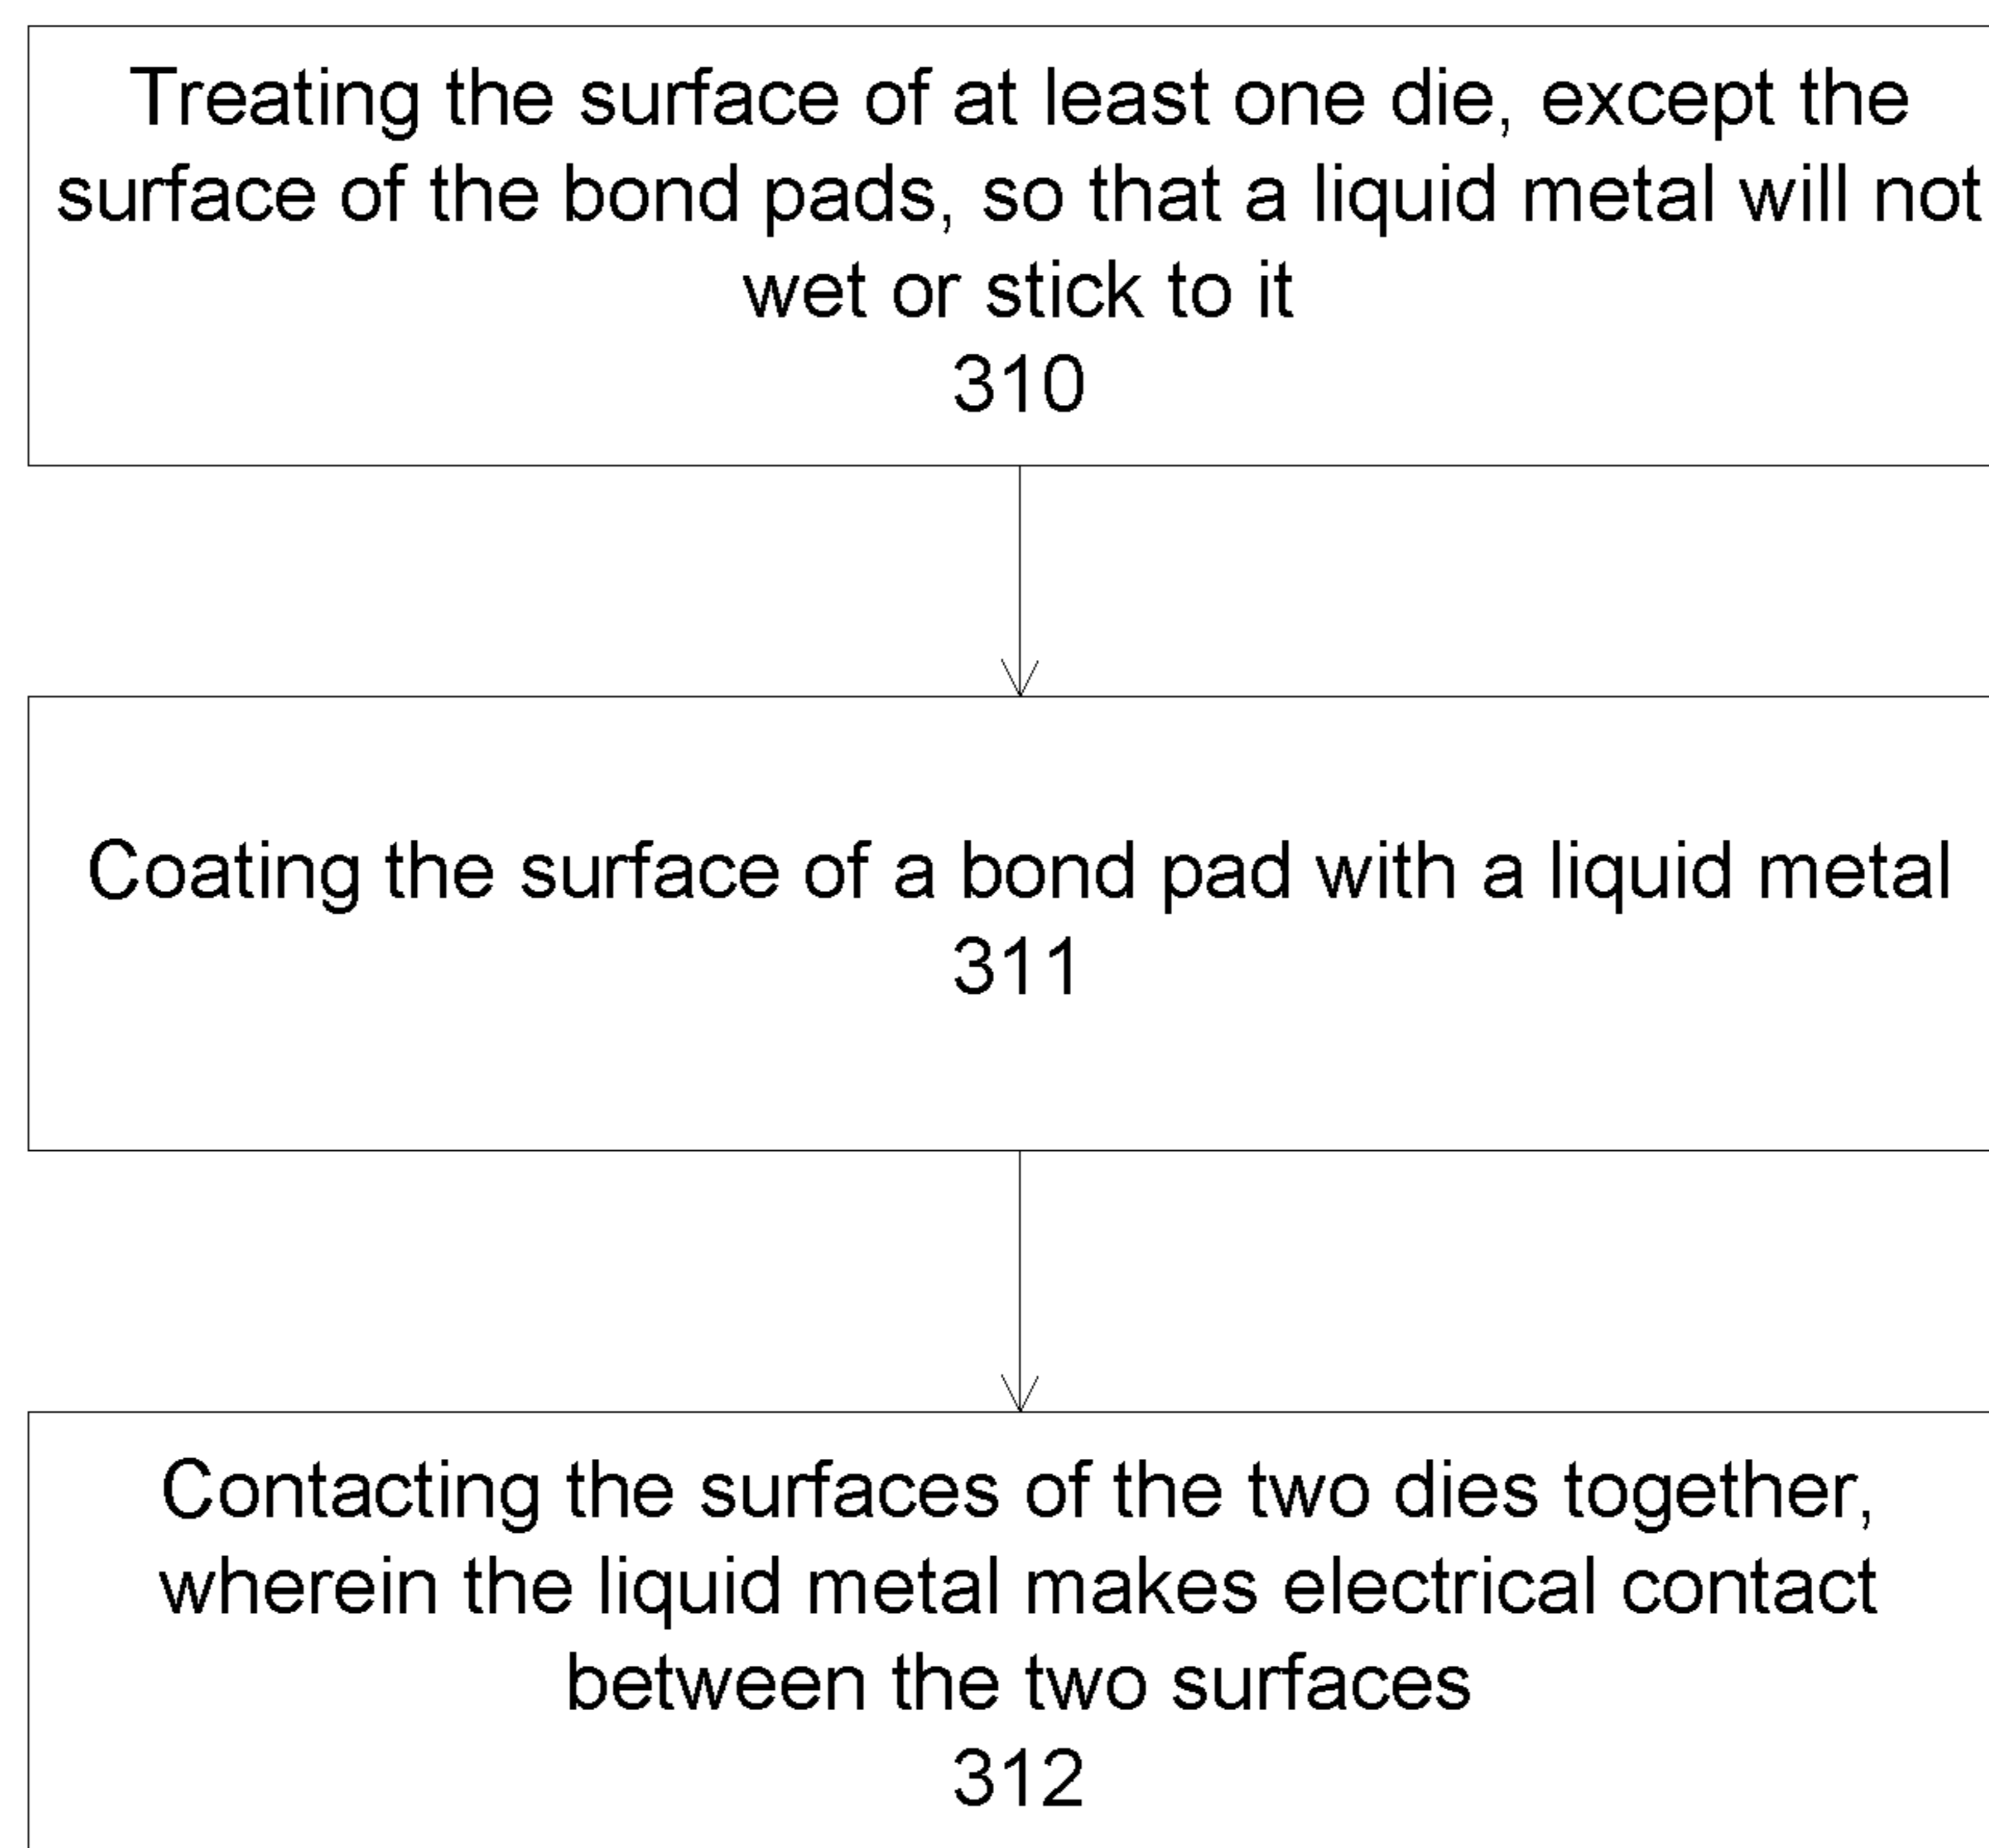 Treating the surface of at least one die, except the
surface of the bond pads, so that a liquid metal will not
wet or stick to it
310
Coating the surface of a bond pad with a liquid metal
311
Contacting the surfaces of the two dies together,
wherein the liquid metal makes electrical contact
between the two surfaces
312